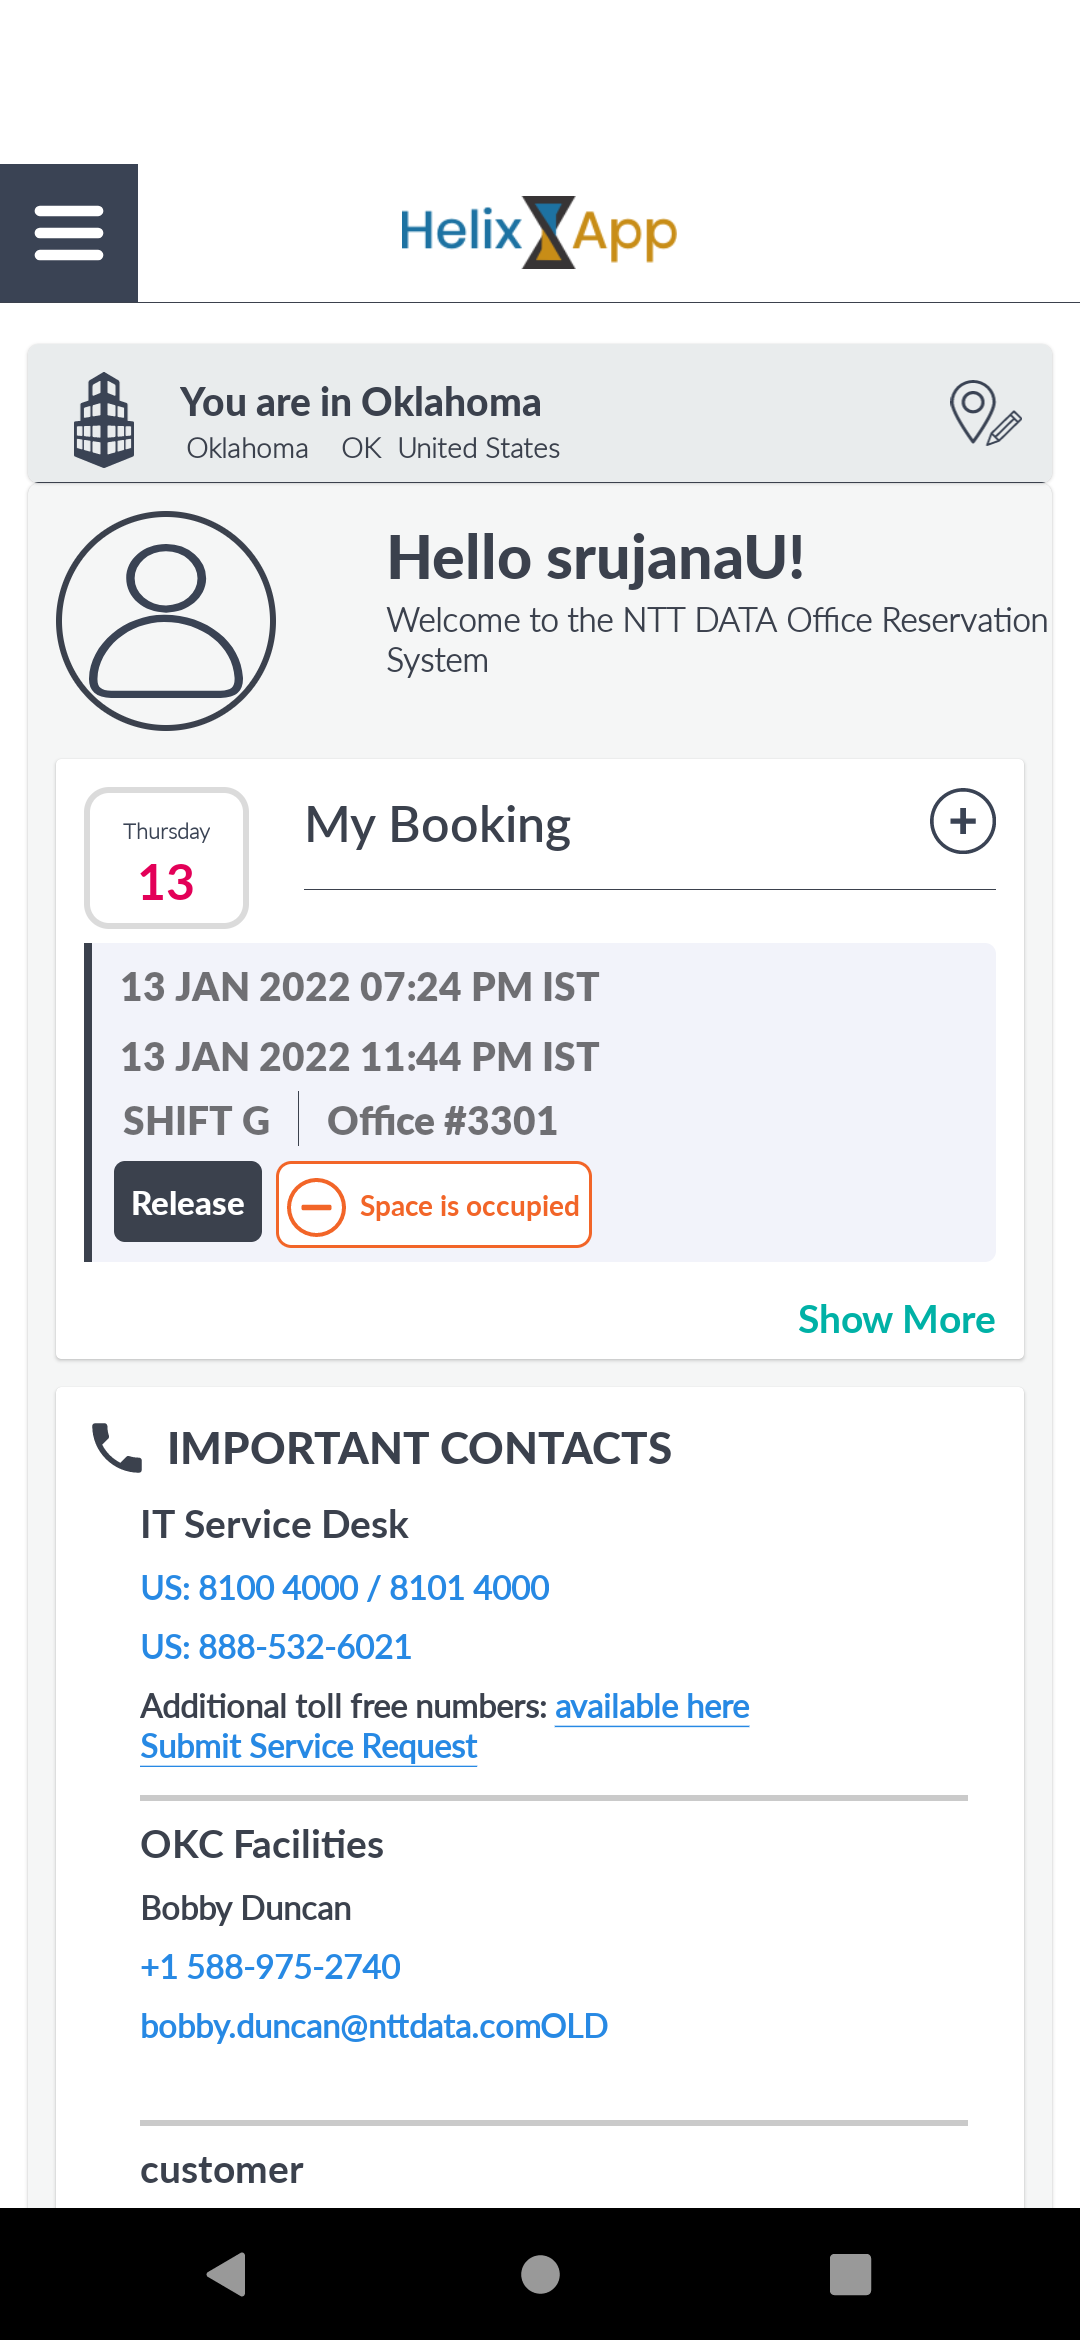 Helix App
You are in Oklahoma
Oklahoma OK United States
Hello srujanaU!
Welcome to the NTT DATA Office Reservation
System
Thursday
13
My Booking
13 JAN 2022 07:24 PM IST
13 JAN 2022 11:44 PM IST
SHIFT G Office #3301
Release Space is occupied
Show More
IMPORTANT CONTACTS
IT Service Desk
US: 8100 4000 / 8101 4000
US: 888-532-6021
Additional toll free numbers: available here
Submit Service Request
OKC Facilities
Bobby Duncan
+1 588-975-2740
bobby.duncan@nttdata.comOLD
customer